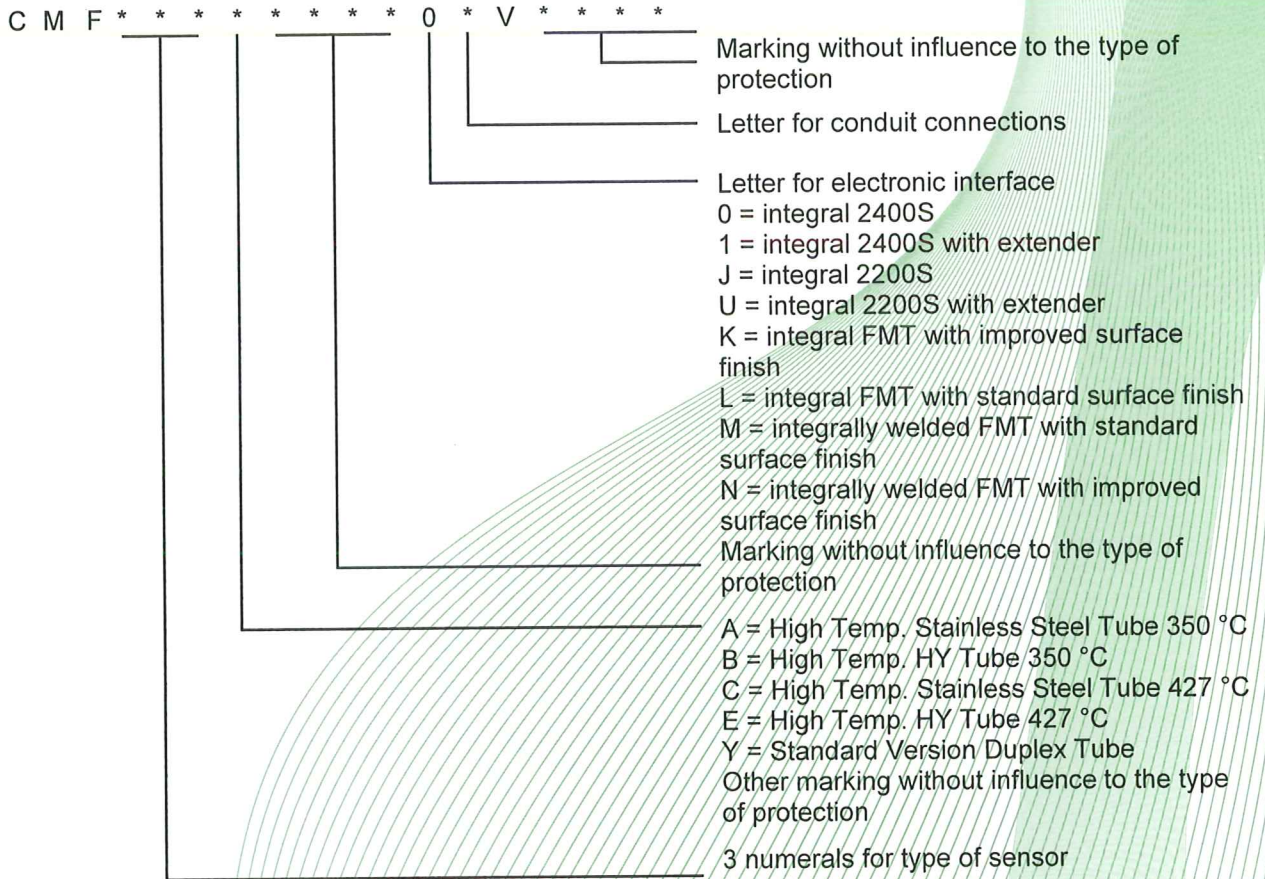 C M F * * * * * * * 0 * V * * * *
Marking without influence to the type of
protection
Letter for conduit connections
Letter for electronic interface
0 = integral 2400S
1 = integral 2400S with extender
J = integral 2200S
U = integral 2200S with extender
K = integral FMT with improved surface
finish
L = integral FMT with standard surface finish
M = integrally welded FMT with standard
surface finish
N = integrally welded FMT with improved
surface finish
Marking without influence to the type of
protection
A = High Temp. Stainless Steel Tube 350 °C
B = High Temp. HY Tube 350 °C
C = High Temp. Stainless Steel Tube 427 °C
E = High Temp. HY Tube 427 °C
Y = Standard Version Duplex Tube
Other marking without influence to the type
of protection
3 numerals for type of sensor